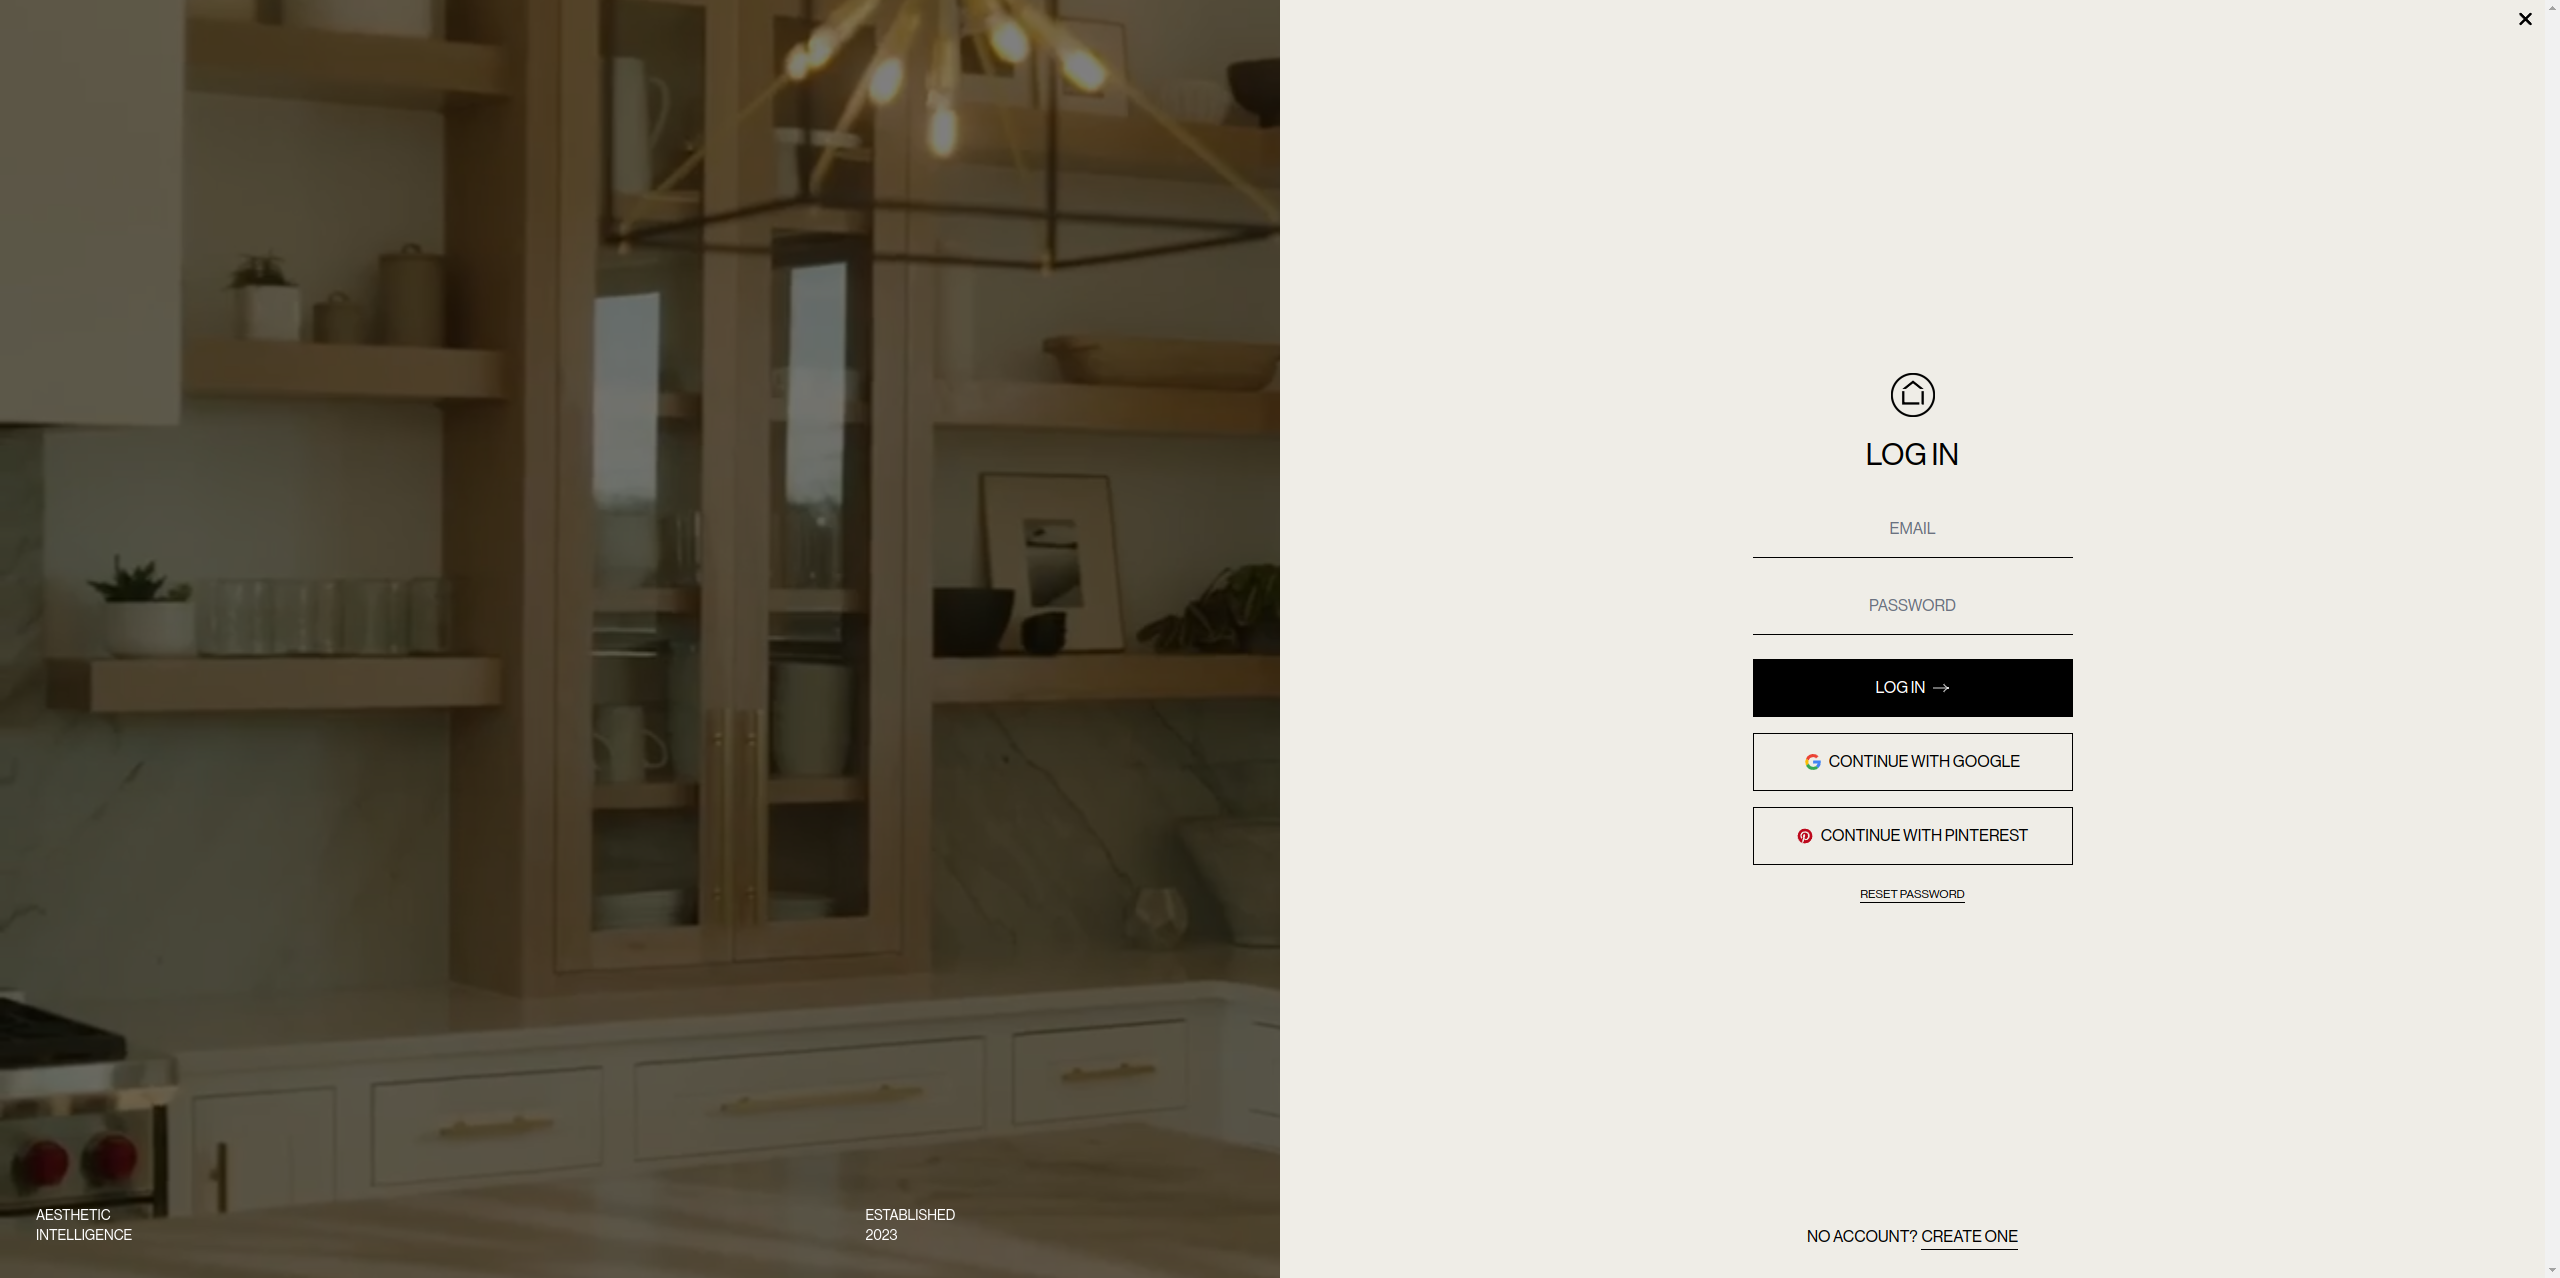 LOG IN
EMAIL
PASSWORD
LOG IN
CONTINUE WITH GOOGLE
CONTINUE WITH PINTEREST
RESET PASSWORD
NO ACCOUNT? CREATE ONE
AESTHETIC
INTELLIGENCE
ESTABLISHED
2023